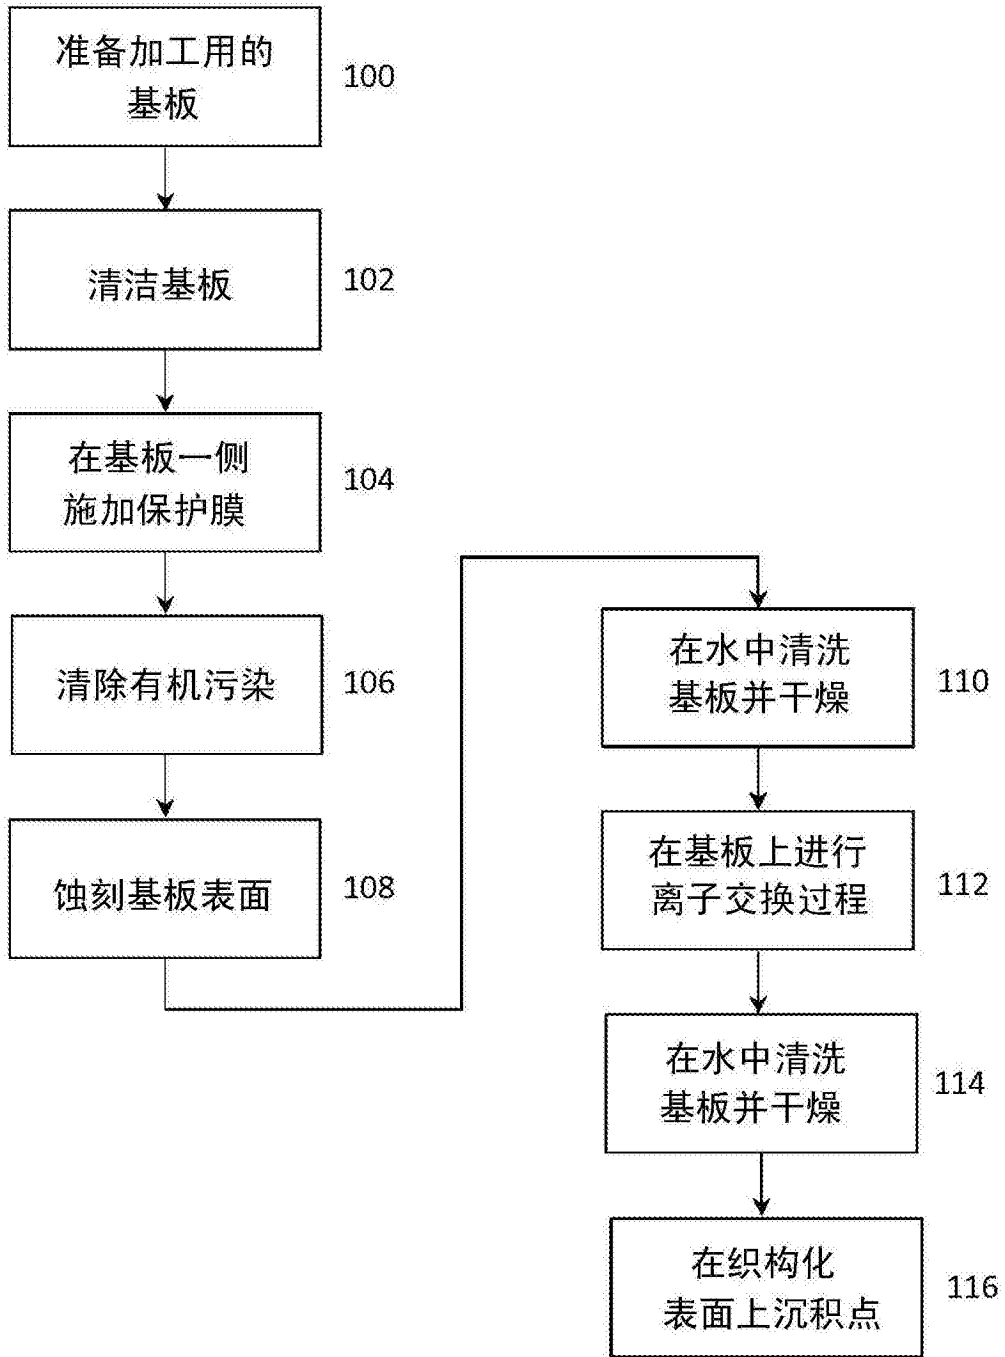 准备加工用的
基板
100
清洁基板
102
在基板一侧
施加保护膜
104
清除有机污染
106
蚀刻基板表面
108
在水中清洗
基板并干燥
110
在基板上进行
离子交换过程
112
在水中清洗
基板并干燥
114
在织构化
表面上沉积点
116